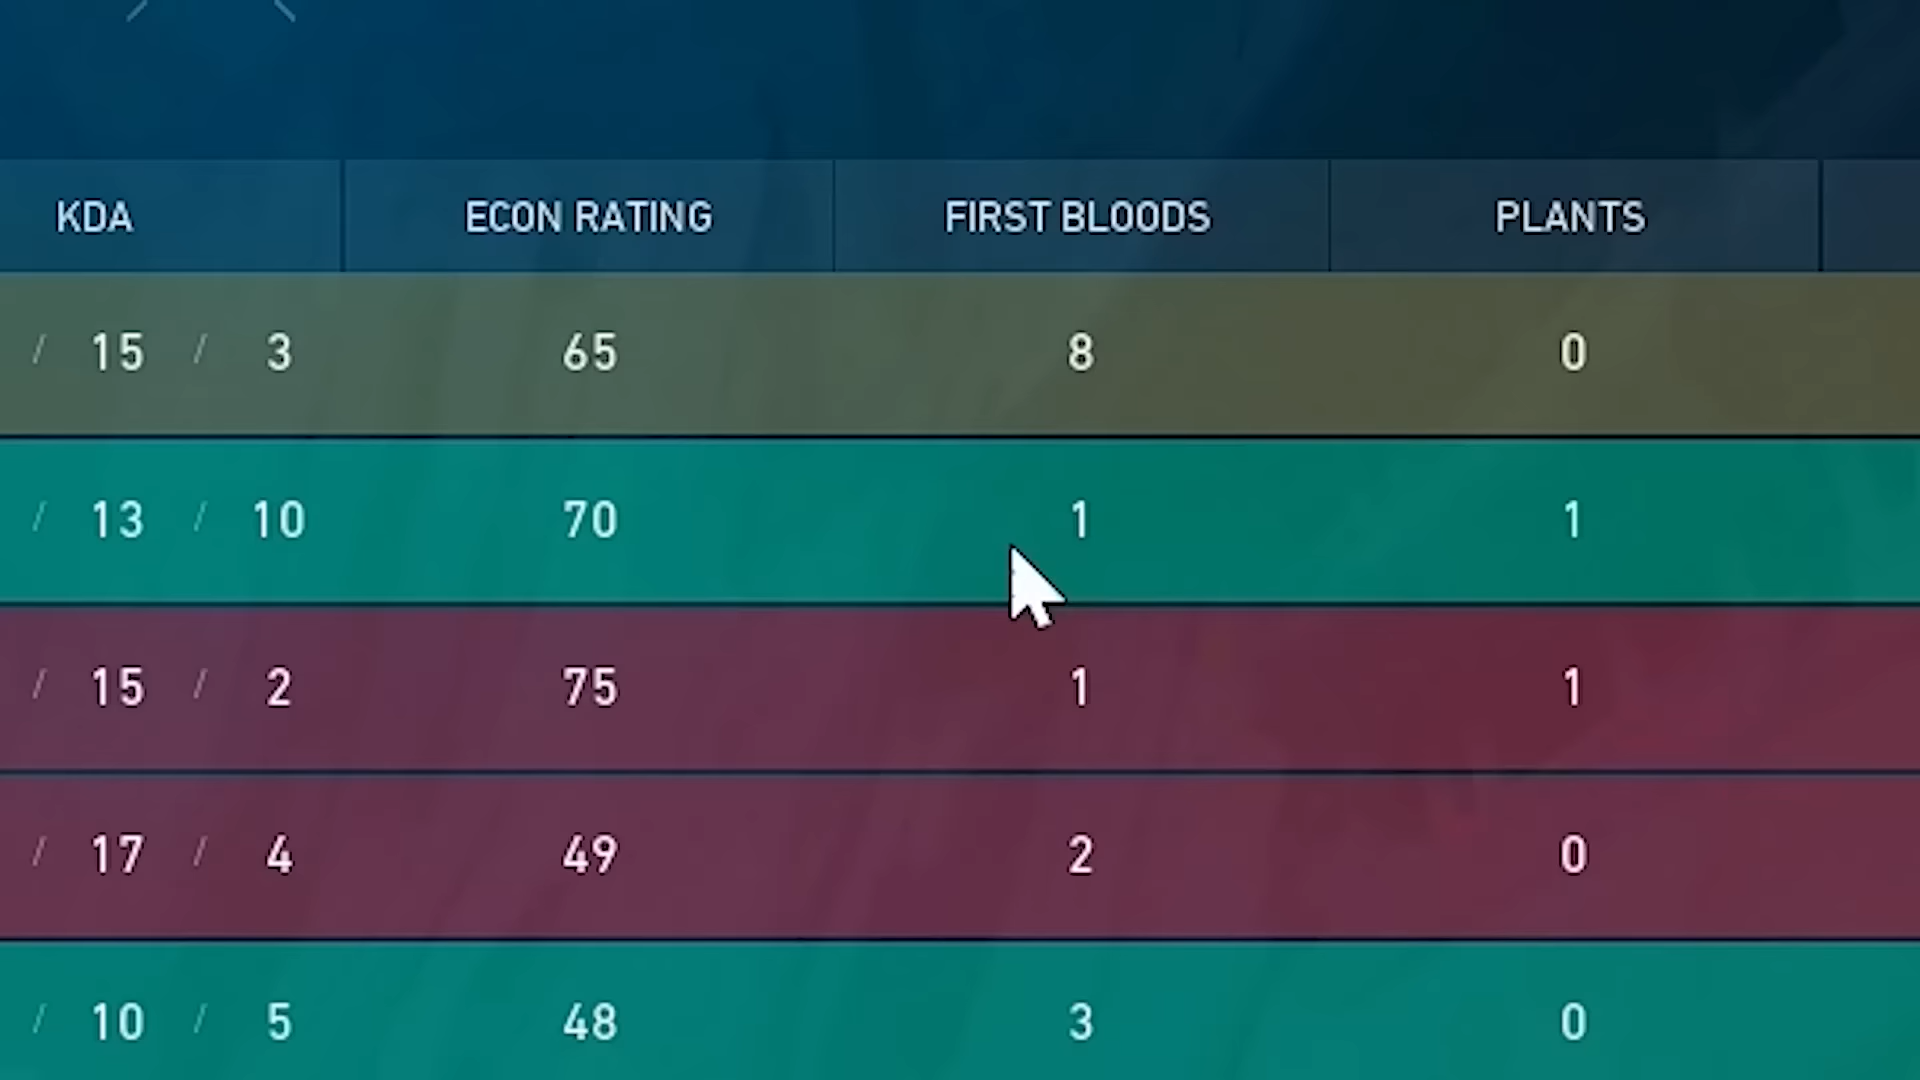 KDA ECON RATING FIRST BLOODS PLANTS
/ 15 / 3 65 8 0
/ 13 / 10 70 1 1
/ 15 / 2 75 1 1
/ 17 / 4 49 2 0
/ 10 / 5 48 3 0